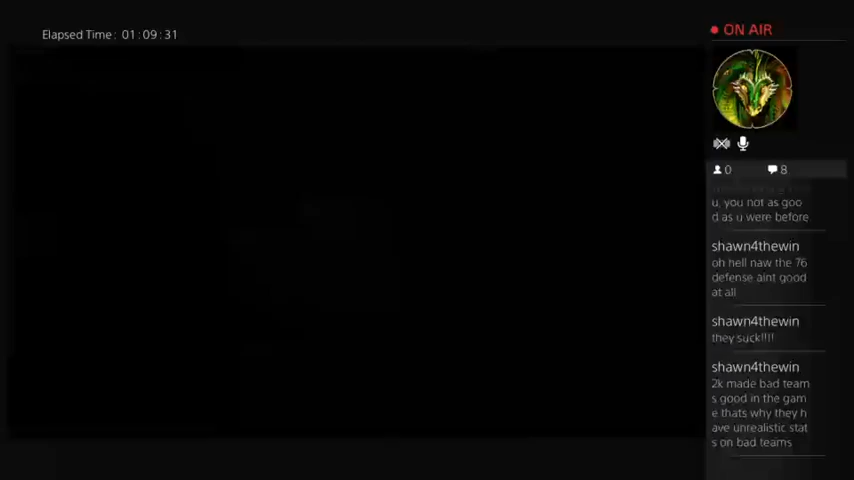 Elapsed Time: 01:09:31
ON AIR
0
8
u, you not as goo
d as u were before
shawn4thewin
oh hell naw the 76
defense aint good
at all
shawn4thewin
they suck!!!!
shawn4thewin
2k made bad team
s good in the gam
e thats why they h
ave unrealistic stat
s on bad teams